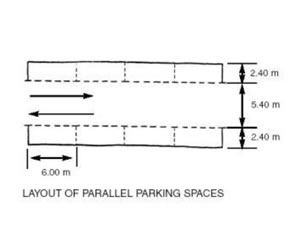 2.40 m
5.40 m
2.40 m
6.00 m
LAYOUT OF PARALLEL PARKING SPACES